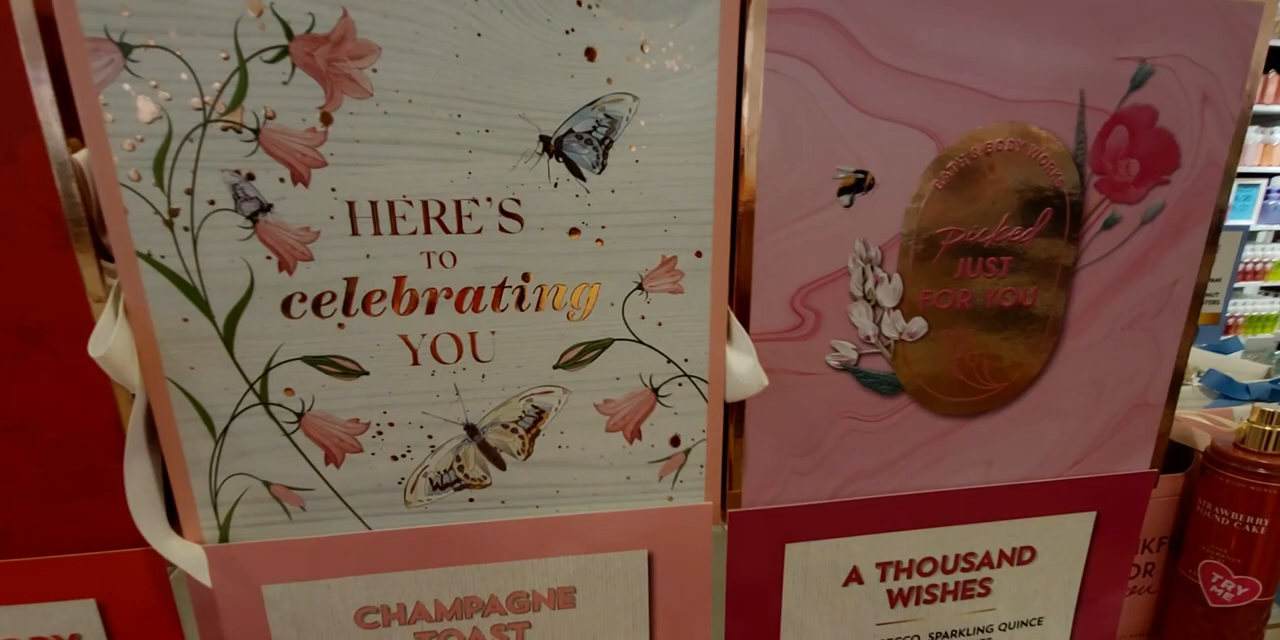 HERE'S
TO
celebrating
YOU
CHAMPAGNE
TOAST
BATH & BODY WORKS
picked
JUST
FOR YOU
A THOUSAND
WISHES
SPARKLING QUINCE
STRAWBERRY
POUND CAKE
TRY
ME